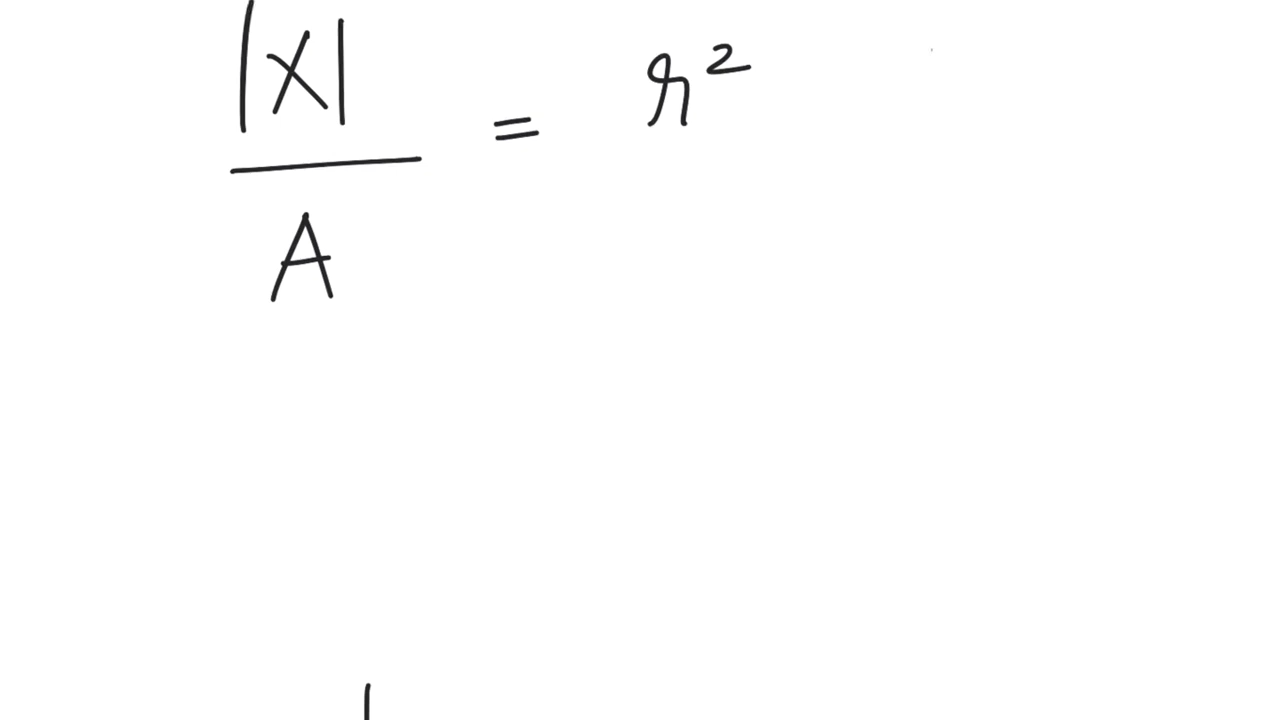 |X| / A = r²